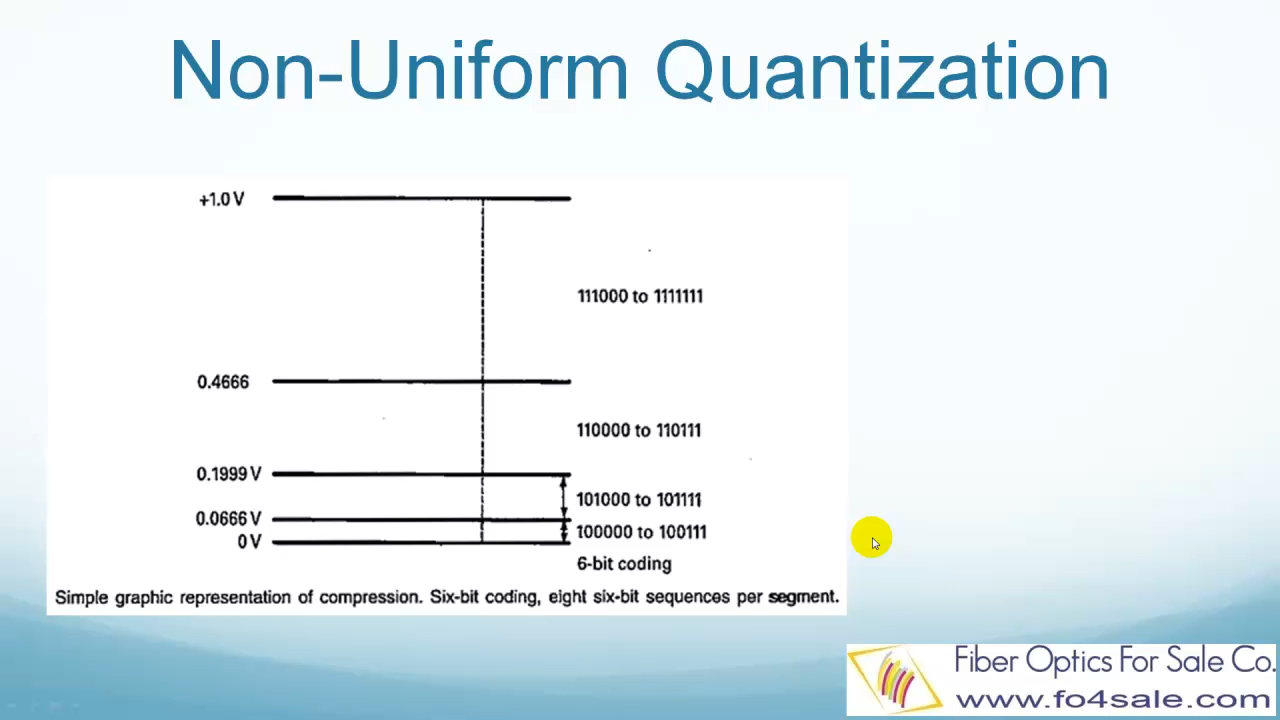 Non-Uniform Quantization
+1.0 V
111000 to 1111111
0.4666
110000 to 110111
0.1999 V
101000 to 101111
0.0666 V
100000 to 100111
0 V
6-bit coding
Simple graphic representation of compression. Six-bit coding, eight six-bit sequences per segment.
Fiber Optics For Sale Co.
www.fo4sale.com